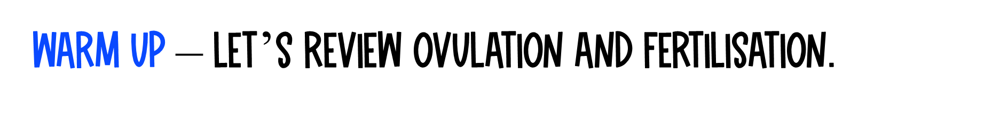 WARM UP – LET'S REVIEW OVULATION AND FERTILISATION.